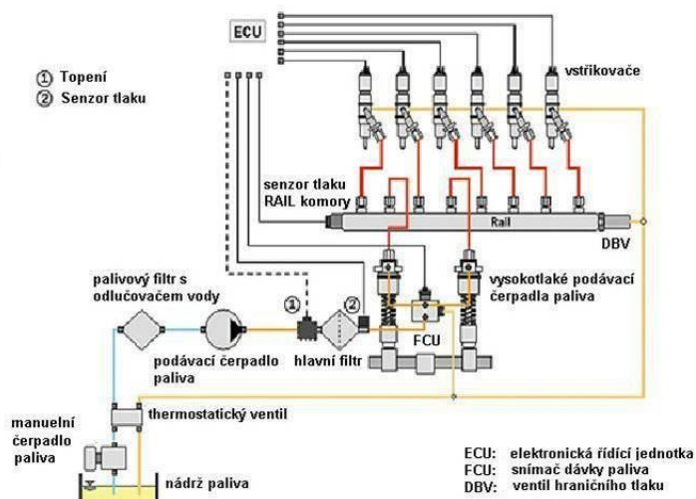 ECU
① Topení
② Senzor tlaku
vstřikovače
senzor tlaku
RAIL komory
Rail
DBV
palivový filtr s
odlučovačem vody
①
②
vysokotlaké podávací
čerpadla paliva
FCU
podávací čerpadlo
paliva
hlavní filtr
manuelní
čerpadlo
paliva
thermostatický ventil
nádrž paliva
ECU: elektronická řídící jednotka
FCU: snímač dávky paliva
DBV: ventil hraničního tlaku